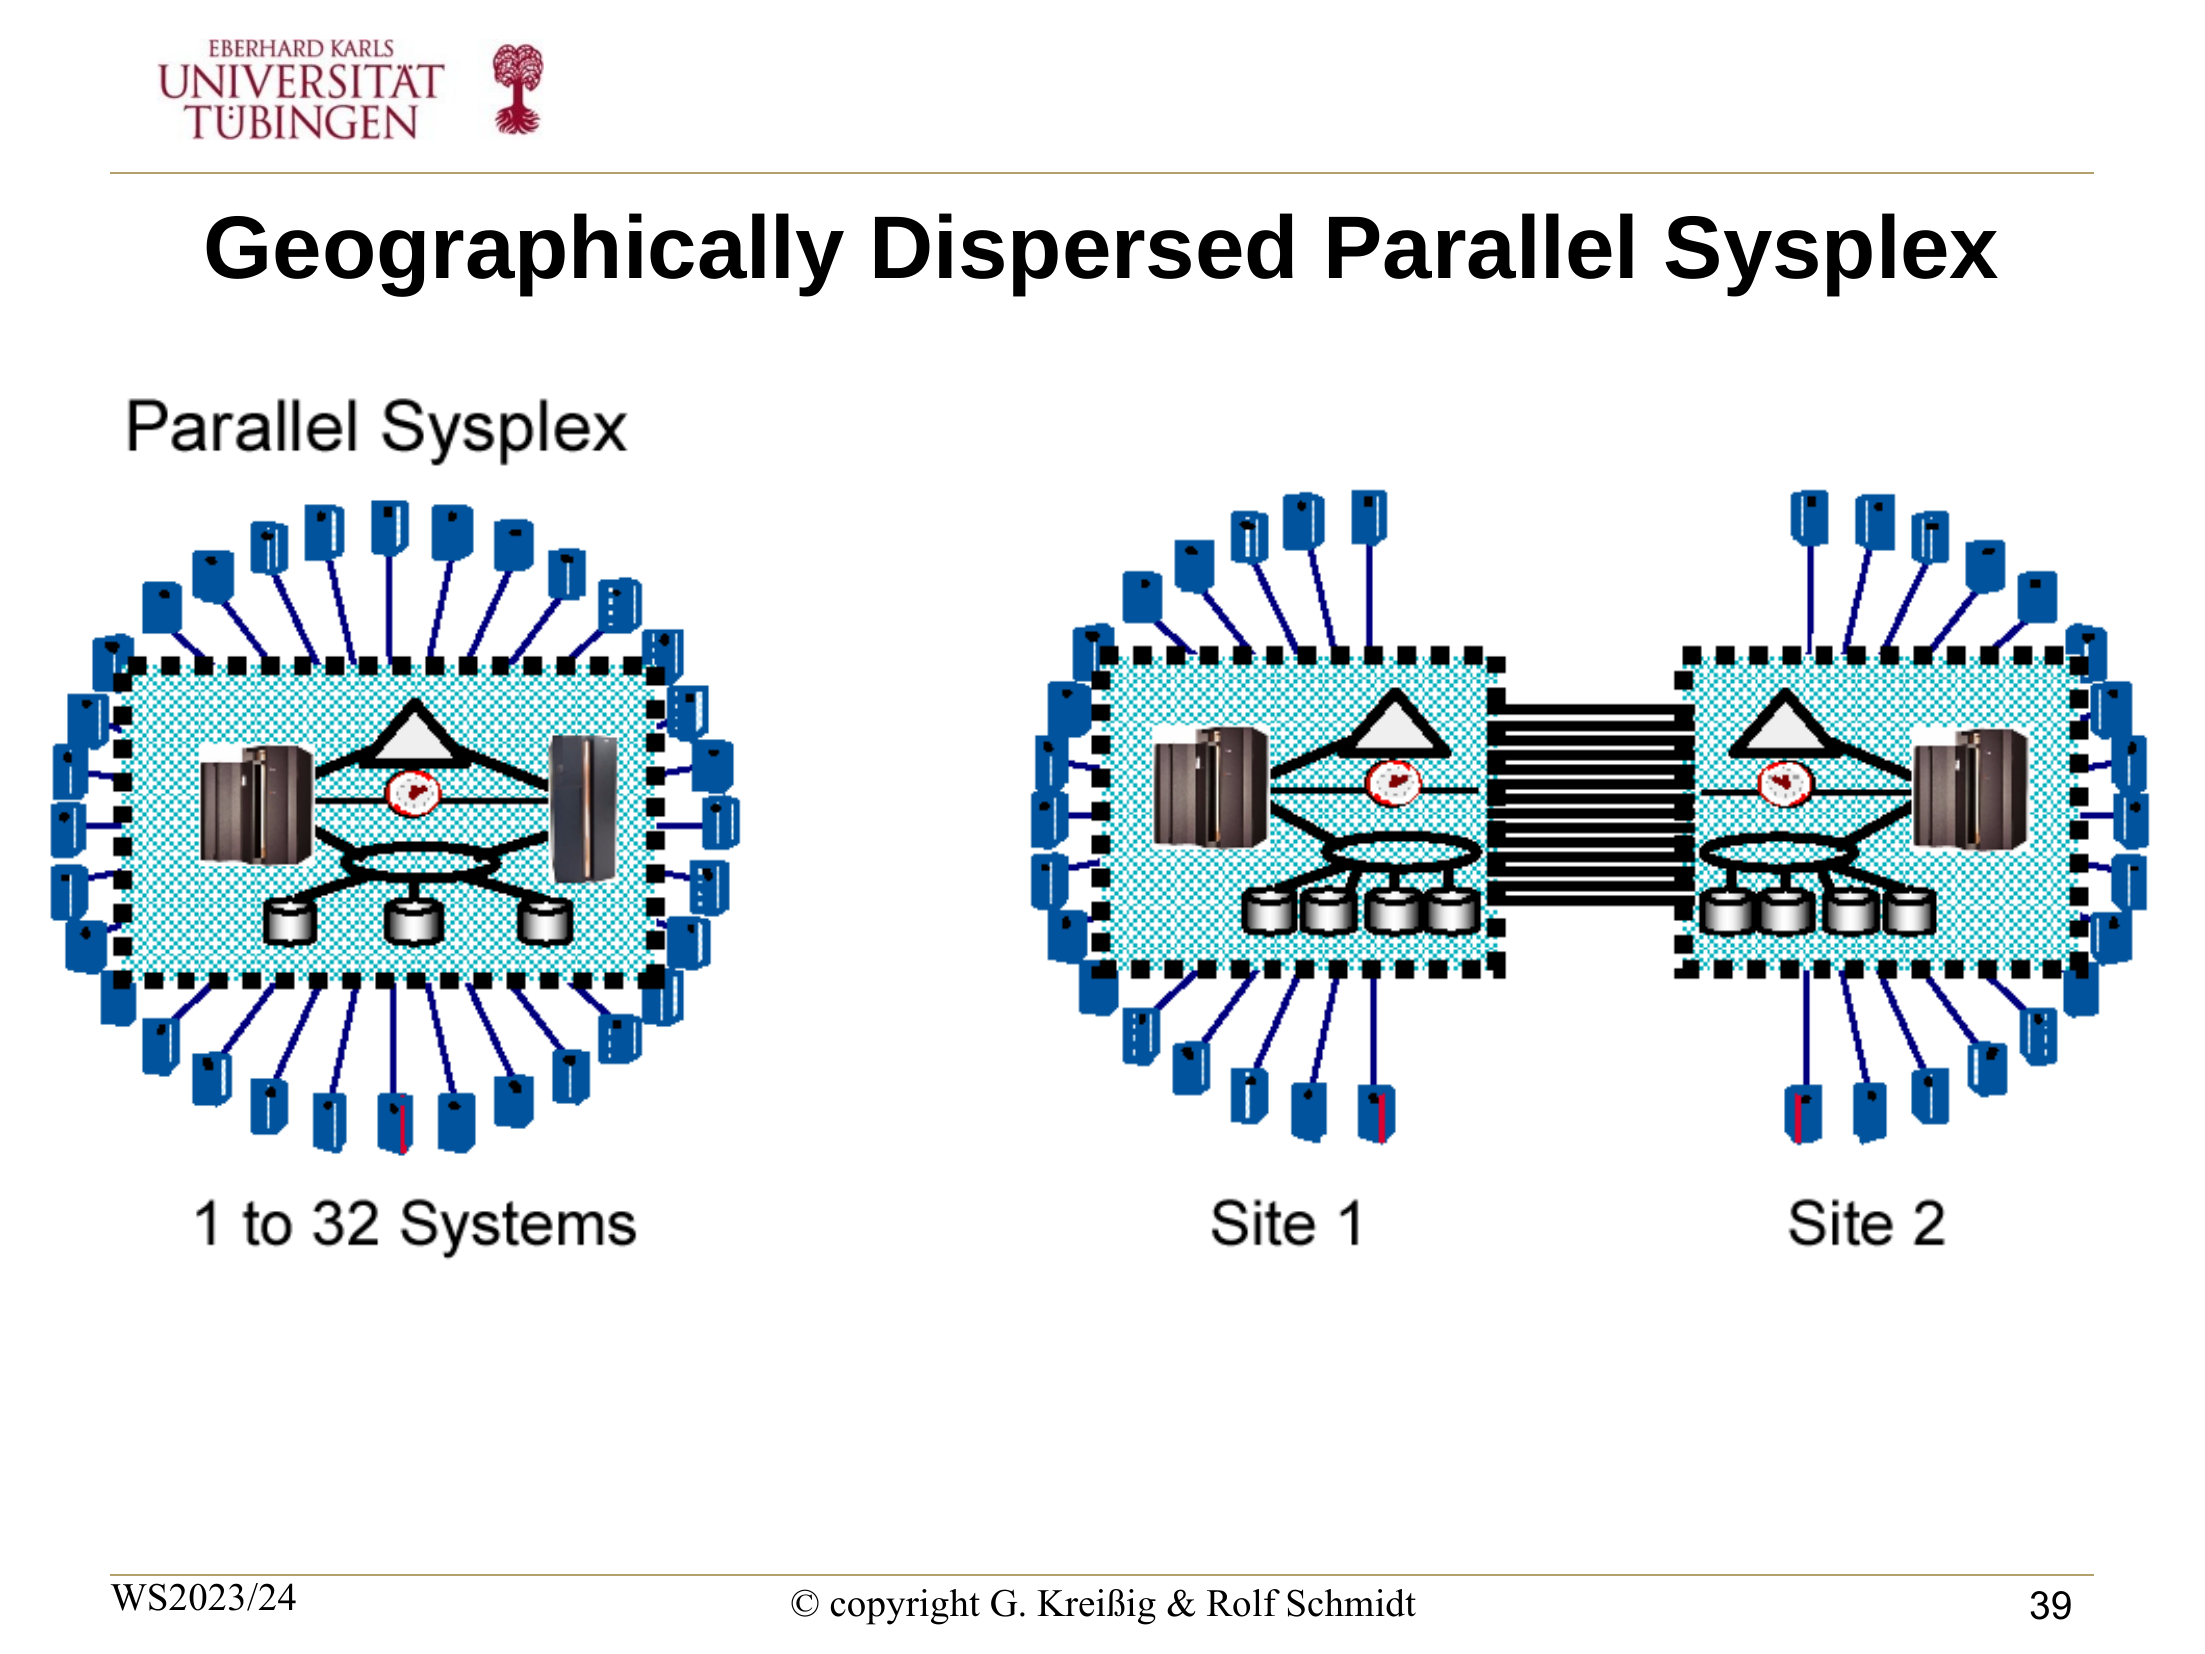 EBERHARD KARLS
UNIVERSITÄT
TÜBINGEN
Geographically Dispersed Parallel Sysplex
Parallel Sysplex
1 to 32 Systems
Site 1
Site 2
WS2023/24
© copyright G. Kreißig & Rolf Schmidt
39